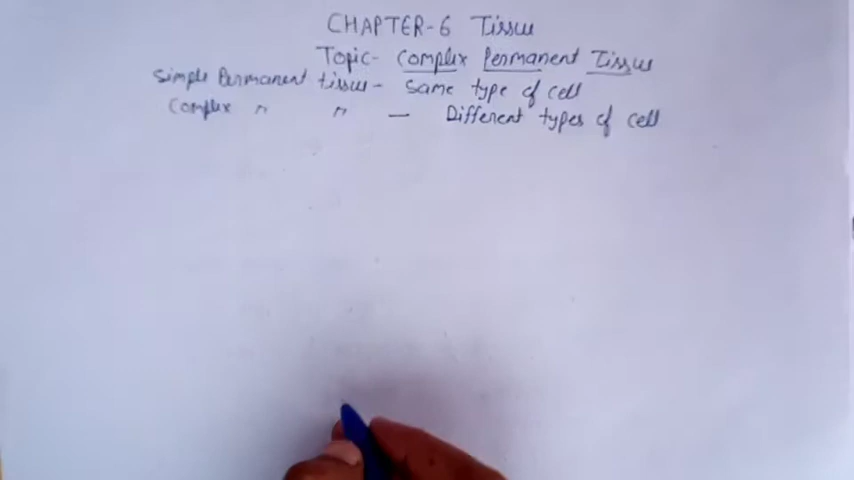 CHAPTER-6 Tissue
Topic- Complex Permanent Tissue
Simple Permanent tissue- Same type of cell
Complex " " — Different types of cell